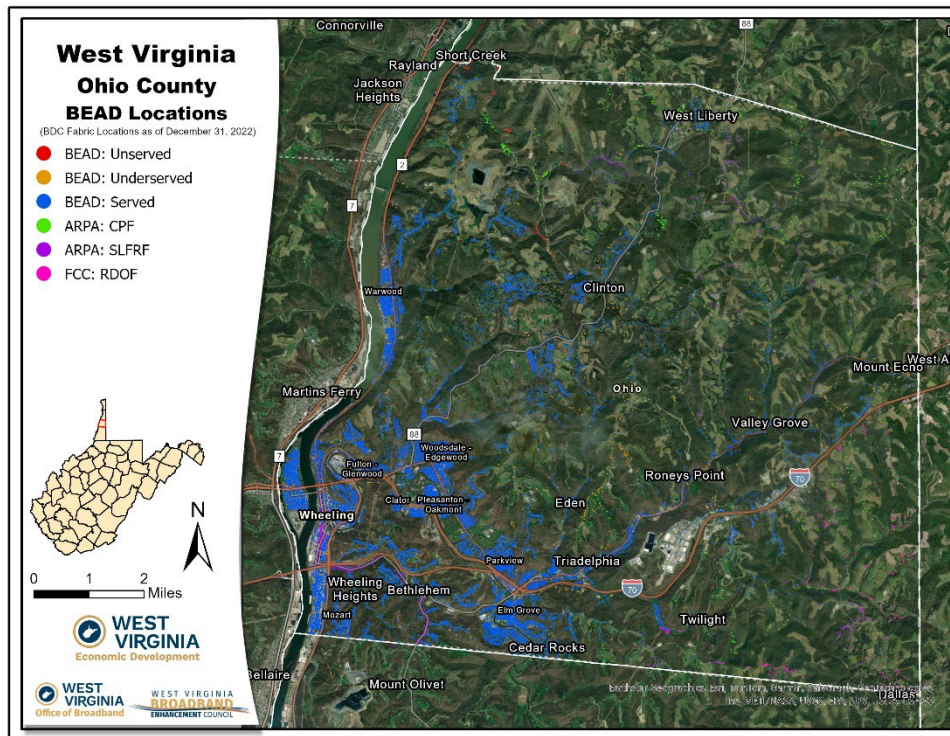 West Virginia
Ohio County
BEAD Locations
(BDC Fabric Locations as of December 31, 2022)
BEAD: Unserved
BEAD: Underserved
BEAD: Served
ARPA: CPF
ARPA: SLFRF
FCC: RDOF
N
0 1 2
Miles
WEST
VIRGINIA
Economic Development
WEST
VIRGINIA
Office of Broadband
WEST VIRGINIA
BROADBAND
ENHANCEMENT COUNCIL
Connorville
88
Short Creek
Rayland
Jackson
Heights
West Liberty
2
7
Warwood
Clinton
Mount Echo
West A
Martins Ferry
Ohio
Valley Grove
88
Woodsdale -
Edgewood
7
Fulton -
Glenwood
Roneys Point
70
Clator
Pleasanton -
Oakmont
Eden
Wheeling
Parkview
Triadelphia
Wheeling
Heights
Bethlehem
70
Mozart
Elm Grove
Twilight
Cedar Rocks
Bellaire
Mount Olivet
Dallas